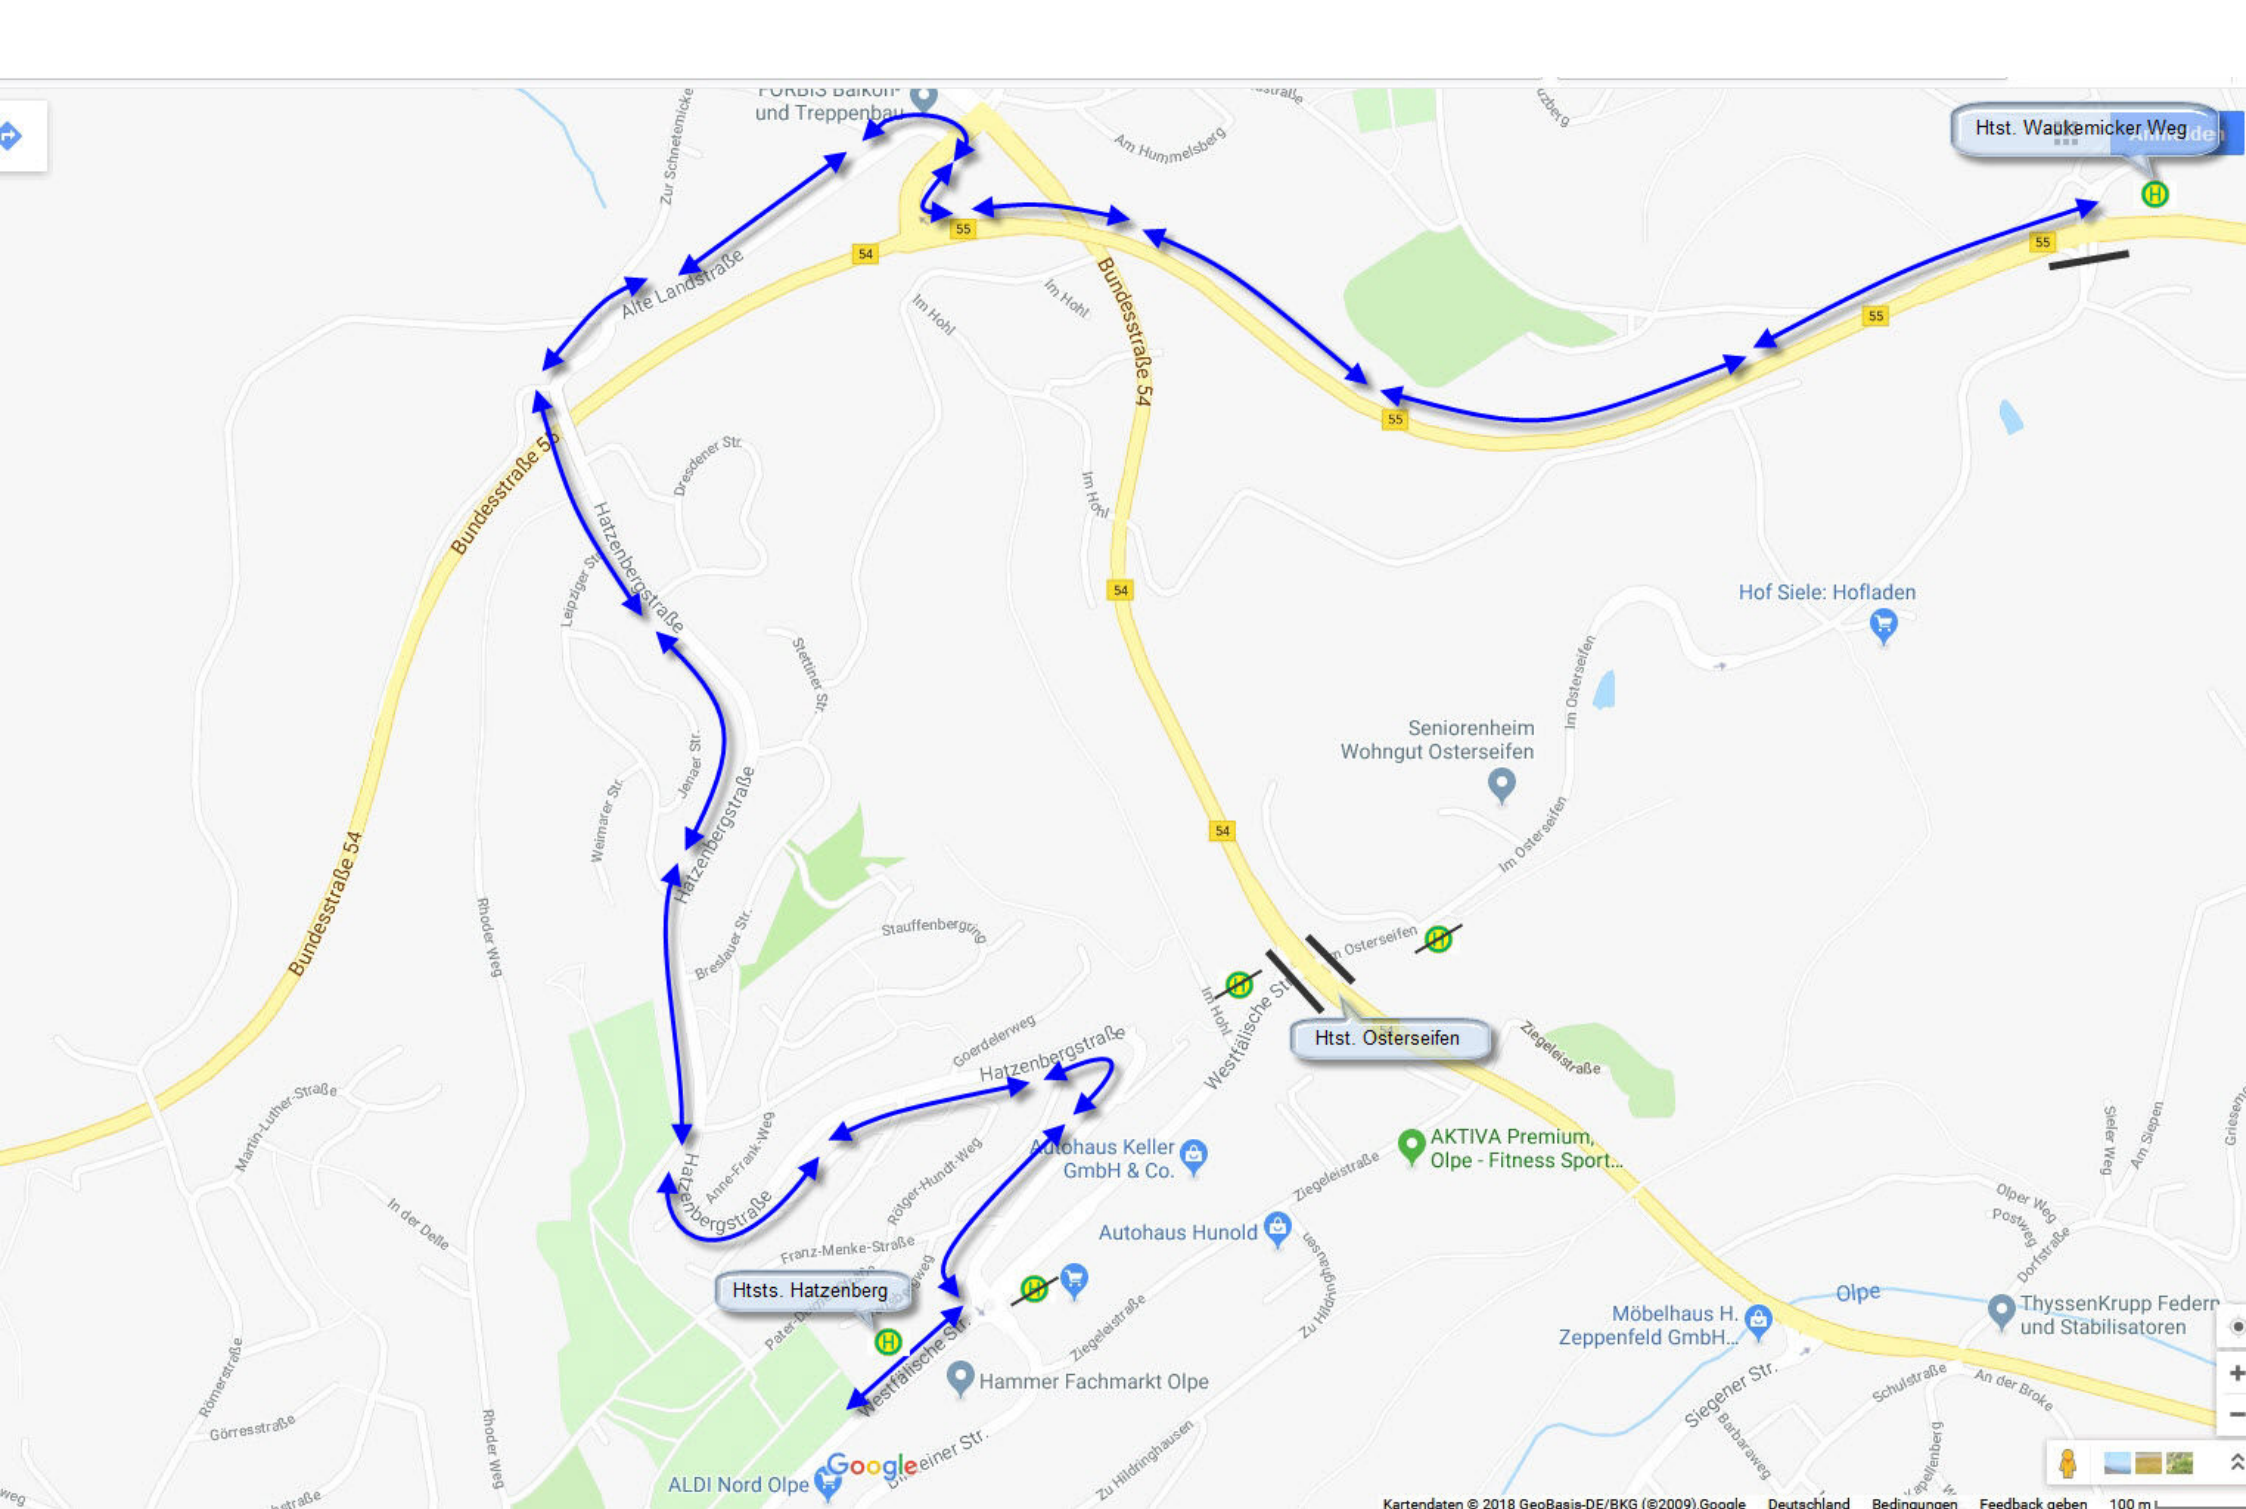 FORBIS Balkon-
und Treppenbau
Zur Schnetemicke
Am Hummelsberg
Htst. Waukemicker Weg
Anmelden
55
54
55
55
55
Alte Landstraße
Im Hohl
Im Hohl
Bundesstraße 54
Bundesstraße 55
Dresdener Str.
Hatzenbergstraße
Leipziger Str.
Im Hohl
54
Hof Siele: Hofladen
Stettiner Str.
Im Osterseifen
Seniorenheim
Wohngut Osterseifen
Jenaer Str.
Weimarer Str.
Hatzenbergstraße
54
Im Osterseifen
Bundesstraße 54
Rhoder Weg
Breslauer Str.
Stauffenbergring
Im Osterseifen
H
H
H
Im Hohl
Westfälische Str.
Htst. Osterseifen
Ziegeleistraße
Goerdelerweg
Hatzenbergstraße
Martin-Luther-Straße
Anne-Frank-Weg
Hatzenbergstraße
Rötger-Hundt-Weg
Autohaus Keller
GmbH & Co.
AKTIVA Premium,
Olpe - Fitness Sport...
Ziegeleistraße
Sieler Weg
Am Siepen
In der Delle
Franz-Menke-Straße
Autohaus Hunold
Zu Hildringhausen
Olper Weg
Postweg
Dorfstraße
Htsts. Hatzenberg
H
H
Westfälische Str.
Ziegeleistraße
Olpe
Möbelhaus H.
Zeppenfeld GmbH...
ThyssenKrupp Federn
und Stabilisatoren
Römerstraße
Görresstraße
Rhoder Weg
Hammer Fachmarkt Olpe
Siegener Str.
Barbaraweg
Schulstraße
An der Broke
Zu Hildringhausen
ALDI Nord Olpe
Google
Kartendaten © 2018 GeoBasis-DE/BKG (©2009),Google Deutschland Bedingungen Feedback geben 100 m